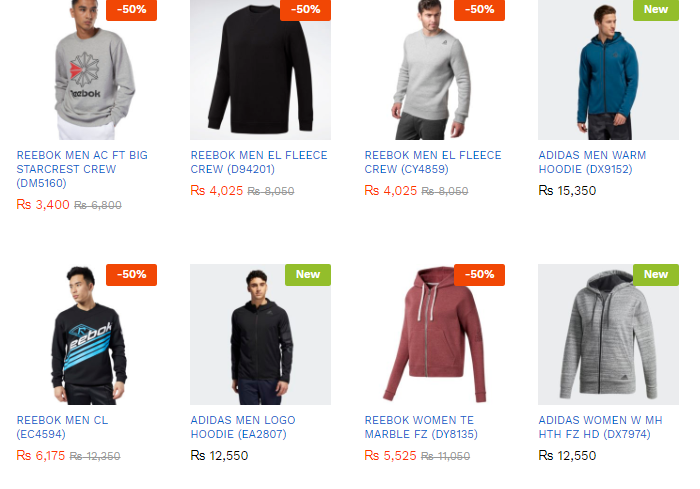 -50%
-50%
-50%
New
Reebok
REEBOK MEN AC FT BIG
STARCREST CREW
(DM5160)
₨ 3,400 ₨ 6,800
REEBOK MEN EL FLEECE
CREW (D94201)
₨ 4,025 ₨ 8,050
REEBOK MEN EL FLEECE
CREW (CY4859)
₨ 4,025 ₨ 8,050
ADIDAS MEN WARM
HOODIE (DX9152)
₨ 15,350
-50%
New
-50%
New
Reebok
REEBOK MEN CL
(EC4594)
₨ 6,175 ₨ 12,350
ADIDAS MEN LOGO
HOODIE (EA2807)
₨ 12,550
REEBOK WOMEN TE
MARBLE FZ (DY8135)
₨ 5,525 ₨ 11,050
ADIDAS WOMEN W MH
HTH FZ HD (DX7974)
₨ 12,550